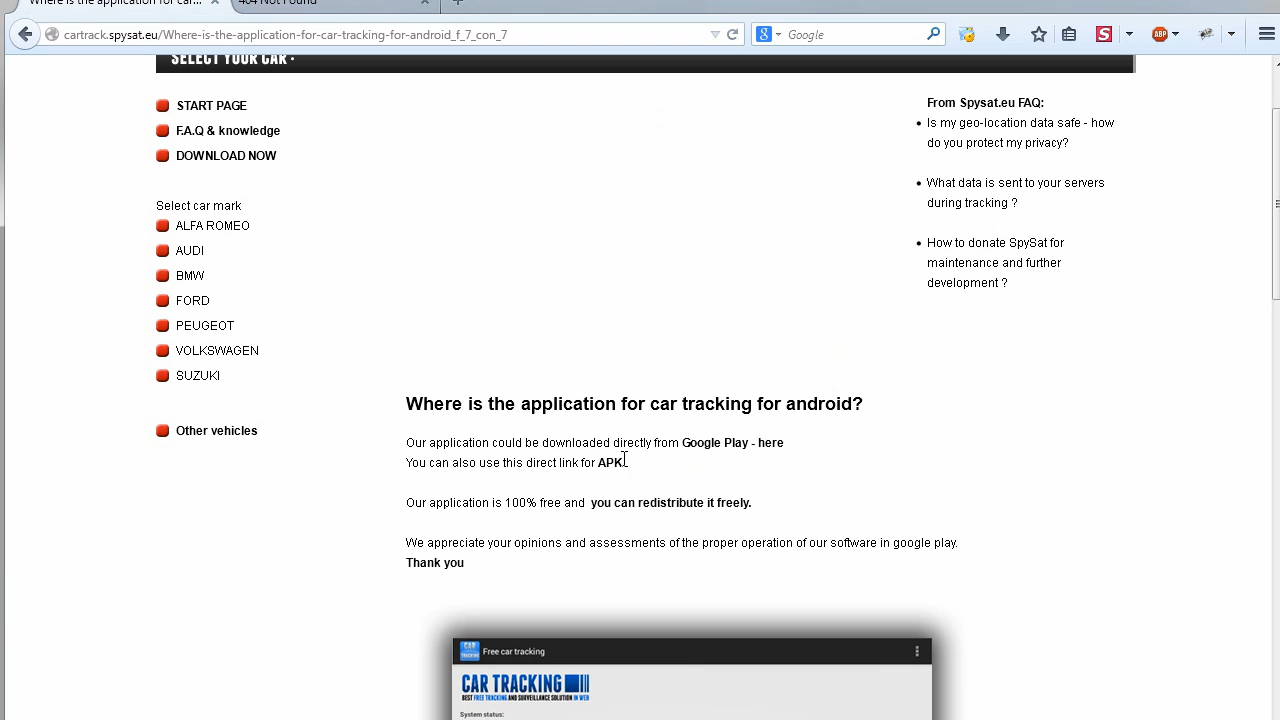 Where-is-the-application-for-car...
404 Not Found
cartrack.spysat.eu/Where-is-the-application-for-car-tracking-for-android_f_7_con_7
Google
SELECT YOUR CAR ·
START PAGE
F.A.Q & knowledge
DOWNLOAD NOW
Select car mark
ALFA ROMEO
AUDI
BMW
FORD
PEUGEOT
VOLKSWAGEN
SUZUKI
Other vehicles
From Spysat.eu FAQ:
Is my geo-location data safe - how
do you protect my privacy?
What data is sent to your servers
during tracking ?
How to donate SpySat for
maintenance and further
development ?
Where is the application for car tracking for android?
Our application could be downloaded directly from Google Play - here
You can also use this direct link for APK.
Our application is 100% free and you can redistribute it freely.
We appreciate your opinions and assessments of the proper operation of our software in google play.
Thank you
CAR
TRACKING
Free car tracking
CAR TRACKING
BEST FREE TRACKING AND SURVEILLANCE SOLUTION IN WEB
System status: